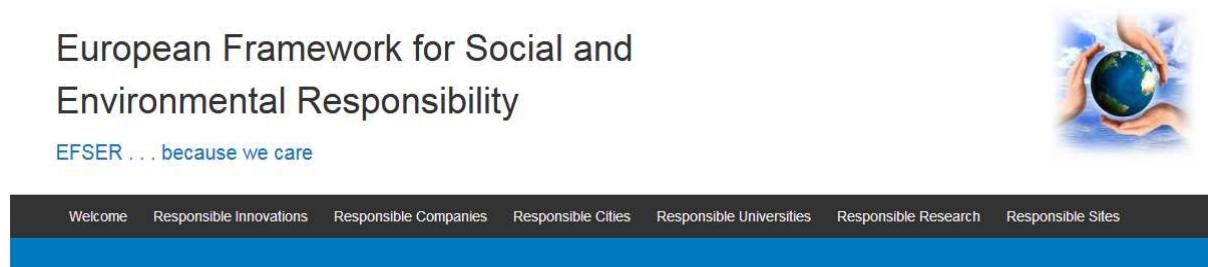 European Framework for Social and
Environmental Responsibility
EFSER . . . because we care
Welcome Responsible Innovations Responsible Companies Responsible Cities Responsible Universities Responsible Research Responsible Sites